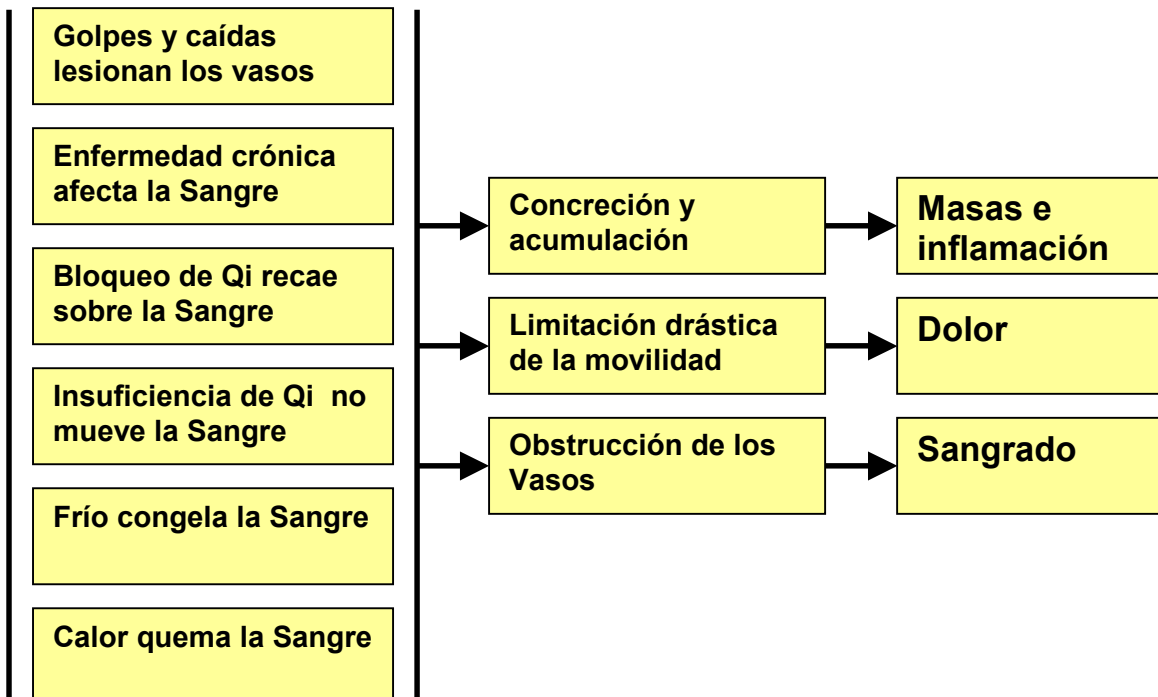 Golpes y caídas
lesionan los vasos
Enfermedad crónica
afecta la Sangre
Bloqueo de Qi recae
sobre la Sangre
Insuficiencia de Qi  no
mueve la Sangre
Frío congela la Sangre
Calor quema la Sangre
Concreción y
acumulación
Limitación drástica
de la movilidad
Obstrucción de los
Vasos
Masas e
inflamación
Dolor
Sangrado